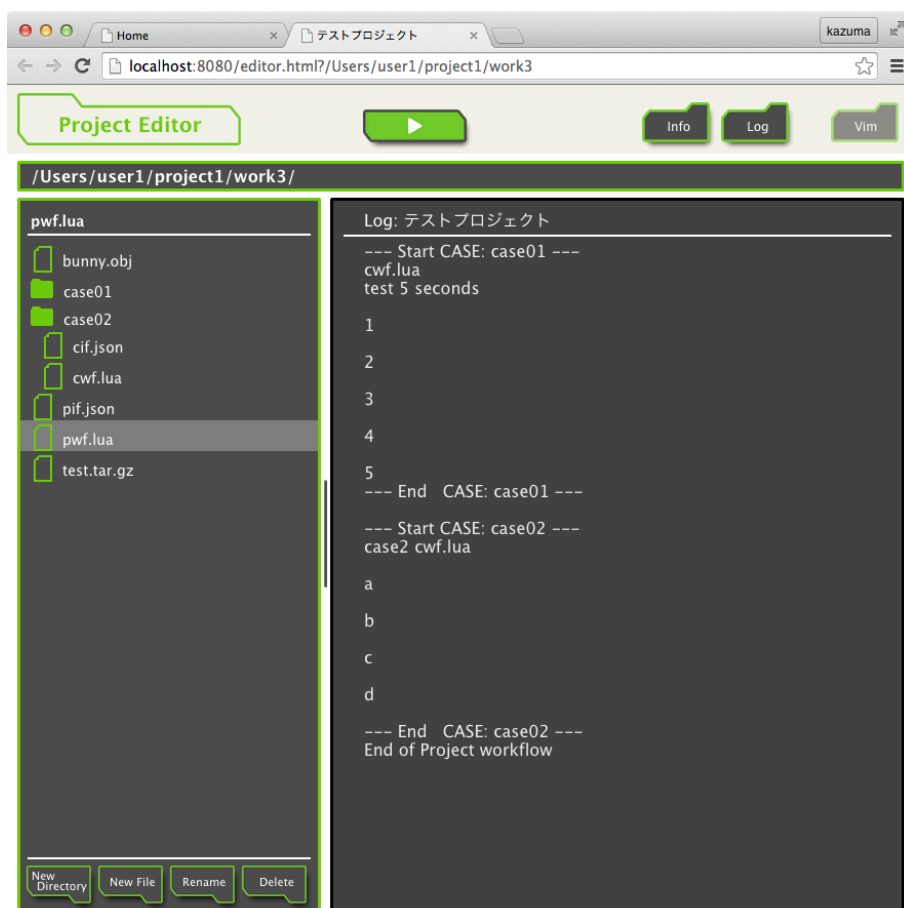 Home
テストプロジェクト
kazuma
localhost:8080/editor.html?/Users/user1/project1/work3
Project Editor
Info
Log
Vim
/Users/user1/project1/work3/
pwf.lua
bunny.obj
case01
case02
cif.json
cwf.lua
pif.json
pwf.lua
test.tar.gz
New
Directory
New File
Rename
Delete
Log: テストプロジェクト
--- Start CASE: case01 ---
cwf.lua
test 5 seconds
1
2
3
4
5
--- End   CASE: case01 ---
--- Start CASE: case02 ---
case2 cwf.lua
a
b
c
d
--- End   CASE: case02 ---
End of Project workflow